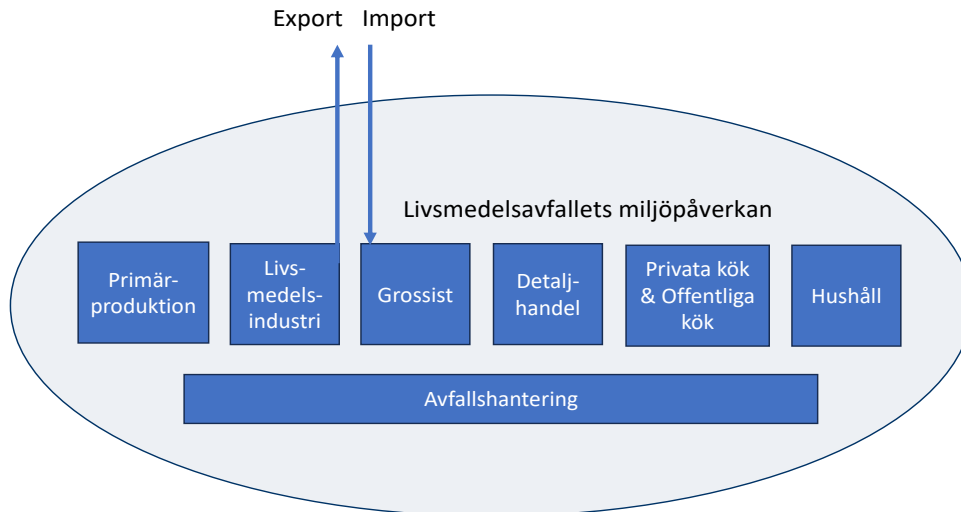 Export Import
Livsmedelsavfallets miljöpåverkan
Primär-
produktion
Livs-
medels-
industri
Grossist
Detalj-
handel
Privata kök
& Offentliga
kök
Hushåll
Avfallshantering